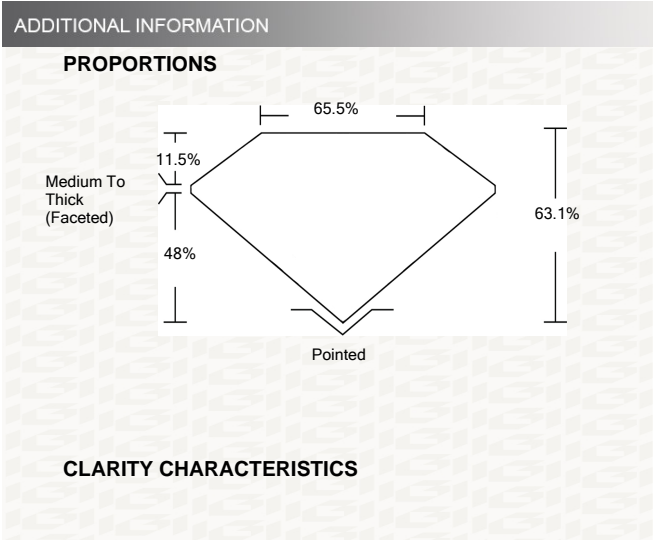 ADDITIONAL INFORMATION
PROPORTIONS
65.5%
11.5%
Medium To
Thick
(Faceted)
63.1%
48%
Pointed
CLARITY CHARACTERISTICS